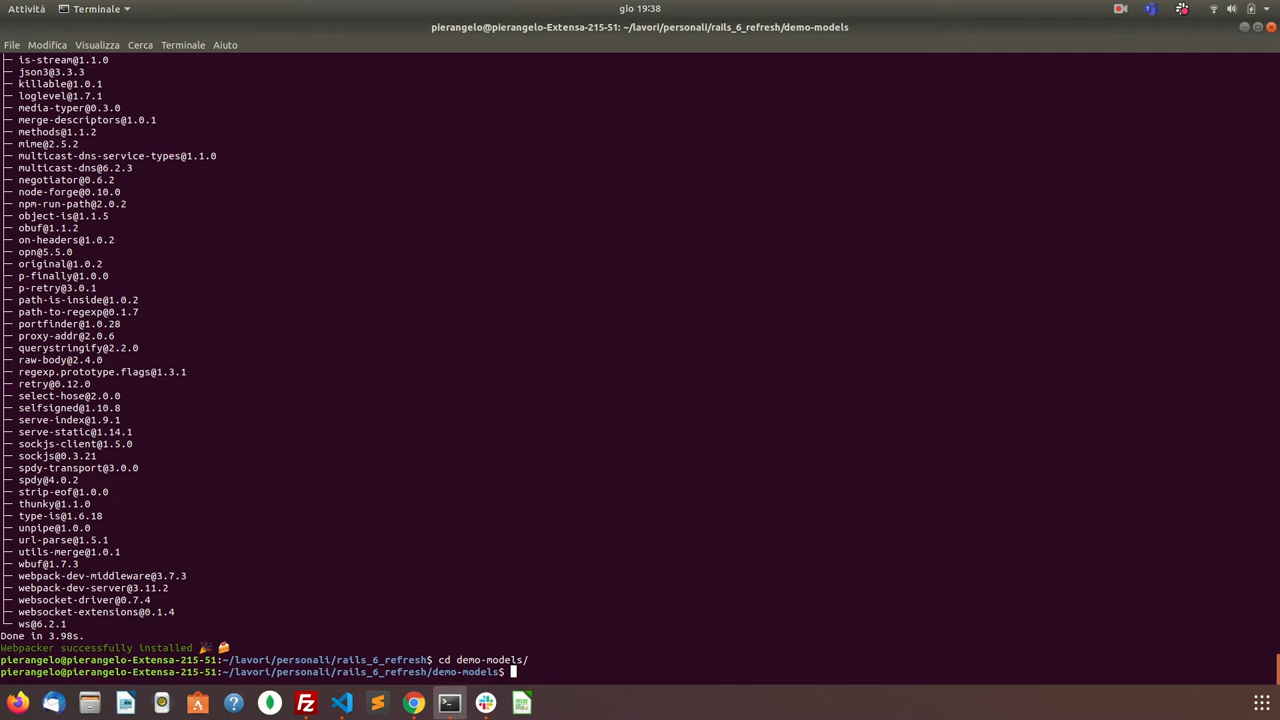 Attività
Terminale
gio 19:38
pierangelo@pierangelo-Extensa-215-51: ~/lavori/personali/rails_6_refresh/demo-models
File Modifica Visualizza Cerca Terminale Aiuto
├─ is-stream@1.1.0
├─ json3@3.3.3
├─ killable@1.0.1
├─ loglevel@1.7.1
├─ media-typer@0.3.0
├─ merge-descriptors@1.0.1
├─ methods@1.1.2
├─ mime@2.5.2
├─ multicast-dns-service-types@1.1.0
├─ multicast-dns@6.2.3
├─ negotiator@0.6.2
├─ node-forge@0.10.0
├─ npm-run-path@2.0.2
├─ object-is@1.1.5
├─ obuf@1.1.2
├─ on-headers@1.0.2
├─ opn@5.5.0
├─ original@1.0.2
├─ p-finally@1.0.0
├─ p-retry@3.0.1
├─ path-is-inside@1.0.2
├─ path-to-regexp@0.1.7
├─ portfinder@1.0.28
├─ proxy-addr@2.0.6
├─ querystringify@2.2.0
├─ raw-body@2.4.0
├─ regexp.prototype.flags@1.3.1
├─ retry@0.12.0
├─ select-hose@2.0.0
├─ selfsigned@1.10.8
├─ serve-index@1.9.1
├─ serve-static@1.14.1
├─ sockjs-client@1.5.0
├─ sockjs@0.3.21
├─ spdy-transport@3.0.0
├─ spdy@4.0.2
├─ strip-eof@1.0.0
├─ thunky@1.1.0
├─ type-is@1.6.18
├─ unpipe@1.0.0
├─ url-parse@1.5.1
├─ utils-merge@1.0.1
├─ wbuf@1.7.3
├─ webpack-dev-middleware@3.7.3
├─ webpack-dev-server@3.11.2
├─ websocket-driver@0.7.4
├─ websocket-extensions@0.1.4
└─ ws@6.2.1
Done in 3.98s.
Webpacker successfully installed 🎉 🍰
pierangelo@pierangelo-Extensa-215-51:~/lavori/personali/rails_6_refresh$ cd demo-models/
pierangelo@pierangelo-Extensa-215-51:~/lavori/personali/rails_6_refresh/demo-models$